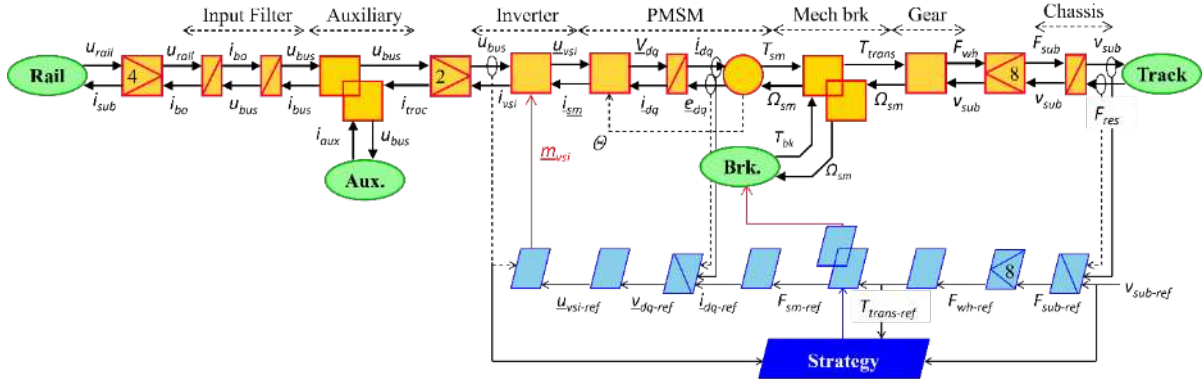 Input Filter Auxiliary Inverter PMSM Mech brk Gear Chassis
u_rail u_rail i_bo u_bus u_bus u_bus u_vsi V_dq i_dq T_sm T_trans F_wh F_sub v_sub
Rail 4 2 8 Track
i_sub i_bo u_bus i_bus i_trac i_vsi i_sm i_dq e_dq Ω_sm Ω_sm v_sub v_sub F_res
i_aux u_bus m_vsi Θ T_bk Ω_sm
Aux. Brk.
8
u_vsi-ref v_dq-ref i_dq-ref F_sm-ref T_trans-ref F_wh-ref F_sub-ref v_sub-ref
Strategy